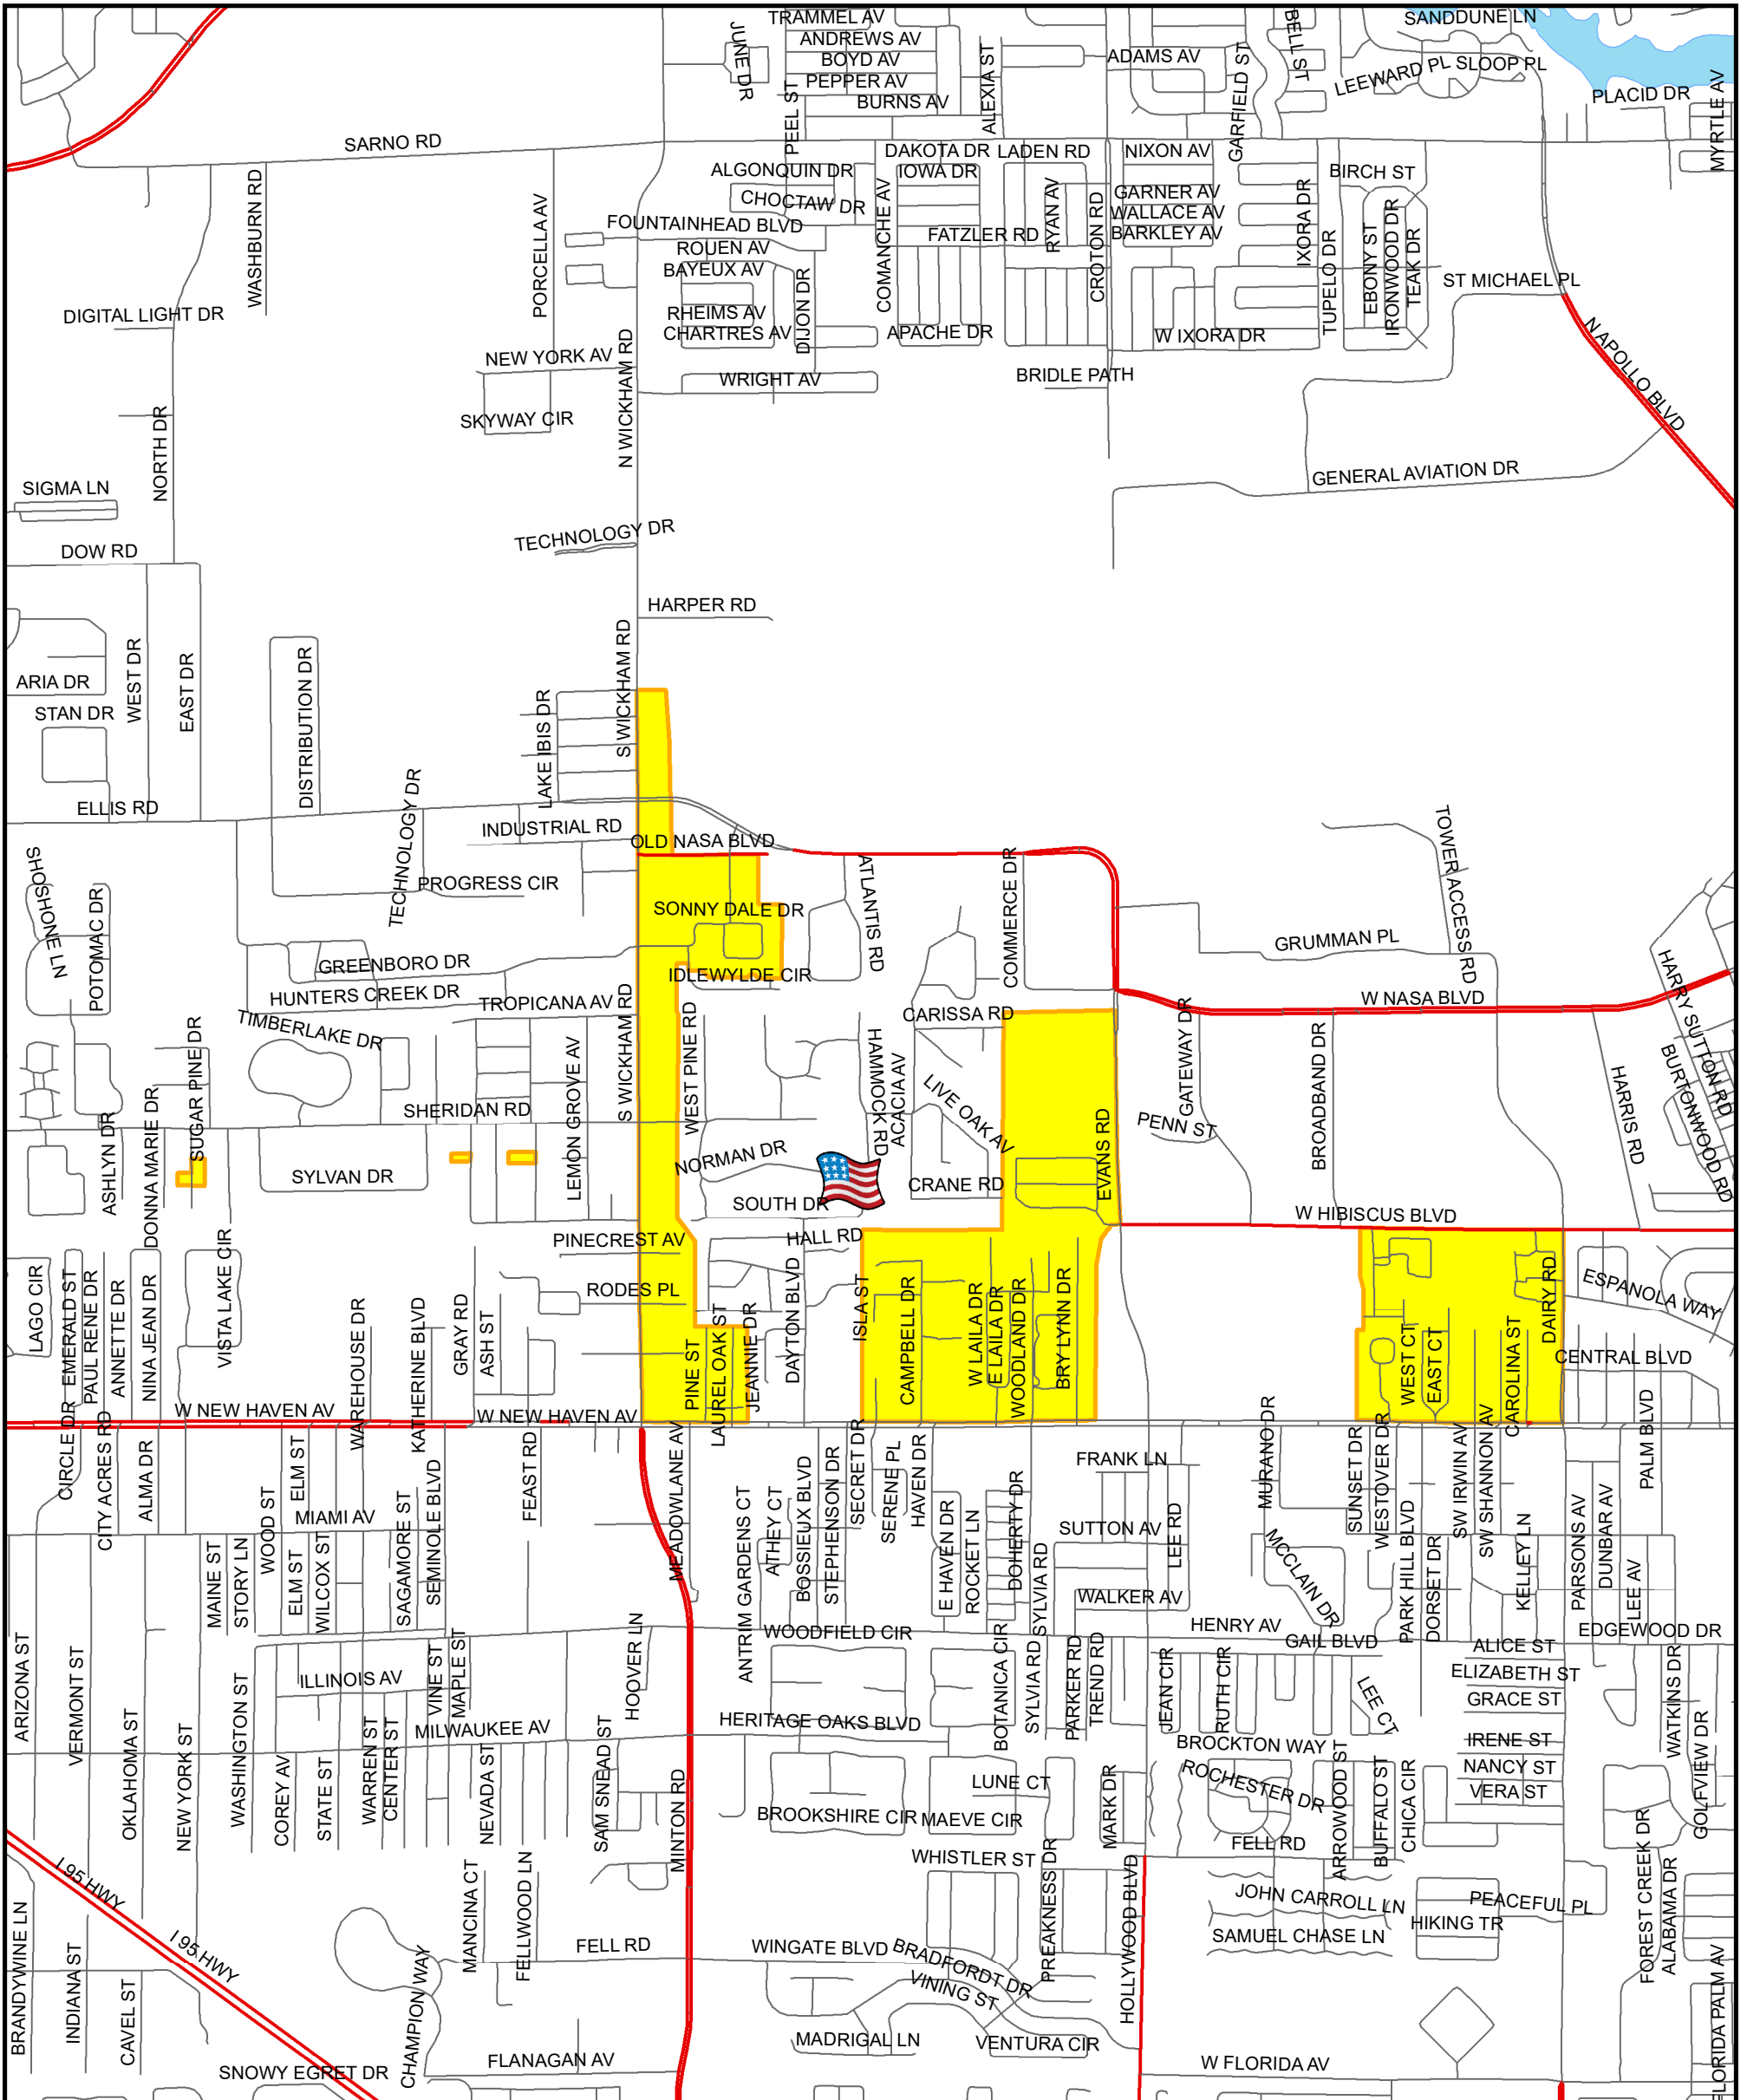 TRAMMEL AV
SANDDUNE LN
JUNE DR
ANDREWS AV
BELL ST
BOYD AV
ALEXIA ST
ADAMS AV
GARFIELD ST
LEEWARD PL
SLOOP PL
PEPPER AV
PEEL ST
BURNS AV
PLACID DR
MYRTLE AV
SARNO RD
DAKOTA DR
LADEN RD
NIXON AV
WASHBURN RD
PORCELLA AV
ALGONQUIN DR
IOWA DR
BIRCH ST
CHOCTAW DR
COMANCHE AV
RYAN AV
CROTON RD
GARNER AV
WALLACE AV
BARKLEY AV
IXORA DR
TUPELO DR
EBONY ST
IRONWOOD DR
TEAK DR
FOUNTAINHEAD BLVD
FATZLER RD
ROUEN AV
BAYEUX AV
DIJON DR
ST MICHAEL PL
DIGITAL LIGHT DR
RHEIMS AV
CHARTRES AV
APACHE DR
W IXORA DR
N APOLLO BLVD
NEW YORK AV
N WICKHAM RD
WRIGHT AV
BRIDLE PATH
NORTH DR
SKYWAY CIR
SIGMA LN
GENERAL AVIATION DR
DOW RD
TECHNOLOGY DR
HARPER RD
WEST DR
EAST DR
DISTRIBUTION DR
S WICKHAM RD
ARIA DR
STAN DR
LAKE IBIS DR
ELLIS RD
TECHNOLOGY DR
INDUSTRIAL RD
OLD NASA BLVD
TOWER ACCESS RD
SHOSHONE LN
POTOMAC DR
PROGRESS CIR
ATLANTIS RD
COMMERCE DR
SONNY DALE DR
GRUMMAN PL
GREENBORO DR
IDLEWYLDE CIR
HARRY SUTTON RD
HUNTERS CREEK DR
TROPICANA AV
S WICKHAM RD
CARISSA RD
W NASA BLVD
TIMBERLAKE DR
SUGAR PINE DR
WEST PINE RD
HAMMOCK RD
ACACIA AV
LIVE OAK AV
EVANS RD
GATEWAY DR
PENN ST
BROADBAND DR
HARRIS RD
BURTONWOOD RD
SHERIDAN RD
LEMON GROVE AV
ASHLYN DR
DONNA MARIE DR
SYLVAN DR
NORMAN DR
CRANE RD
SOUTH DR
W HIBISCUS BLVD
PINECREST AV
HALL RD
LAGO CIR
EMERALD ST
PAUL RENE DR
ANNETTE DR
NINA JEAN DR
VISTA LAKE CIR
WAREHOUSE DR
KATHERINE BLVD
GRAY RD
ASH ST
RODES PL
PINE ST
LAUREL OAK ST
JEANNIE DR
DAYTON BLVD
ISLA ST
CAMPBELL DR
W LAILA DR
E LAILA DR
WOODLAND DR
BRY LYNN DR
WEST CT
EAST CT
CAROLINA ST
DAIRY RD
ESPANOLA WAY
CENTRAL BLVD
W NEW HAVEN AV
W NEW HAVEN AV
CIRCLE DR
CITY ACRES RD
ALMA DR
ELM ST
FEAST RD
MEADOWLANE AV
SECRET DR
SERENE PL
HAVEN DR
FRANK LN
MURANO DR
SUNSET DR
WESTOVER DR
SW IRWIN AV
SW SHANNON AV
PALM BLVD
WOOD ST
MIAMI AV
SAGAMORE ST
SEMINOLE BLVD
ANTRIM GARDENS CT
ATHEY CT
BOSSIEUX BLVD
STEPHENSON DR
E HAVEN DR
ROCKET LN
DOHERTY DR
SYLVIA RD
SUTTON AV
LEE RD
WALKER AV
MCCLAIN DR
PARK HILL BLVD
DORSET DR
KELLEY LN
PARSONS AV
DUNBAR AV
LEE AV
MAINE ST
STORY LN
ELM ST
WILCOX ST
HENRY AV
GAIL BLVD
WOODFIELD CIR
EDGEWOOD DR
ALICE ST
ELIZABETH ST
GRACE ST
ARIZONA ST
VERMONT ST
OKLAHOMA ST
NEW YORK ST
WASHINGTON ST
ILLINOIS AV
VINE ST
MAPLE ST
HOOVER LN
BOTANICA CIR
SYLVIA RD
PARKER RD
TREND RD
JEAN CIR
RUTH CIR
LEE CT
WATKINS DR
GOLFVIEW DR
HERITAGE OAKS BLVD
MILWAUKEE AV
IRENE ST
BROCKTON WAY
NANCY ST
VERA ST
COREY AV
STATE ST
WARREN ST
CENTER ST
NEVADA ST
SAM SNEAD ST
MINTON RD
LUNE CT
BROOKSHIRE CIR
MAEVE CIR
MARK DR
ROCHESTER DR
ARROWOOD ST
BUFFALO ST
CHICA CIR
FELL RD
WHISTLER ST
I 95 HWY
I 95 HWY
MANCINA CT
FELLWOOD LN
PREAKNESS DR
HOLLYWOOD BLVD
JOHN CARROLL LN
PEACEFUL PL
HIKING TR
SAMUEL CHASE LN
FOREST CREEK DR
ALABAMA DR
FELL RD
WINGATE BLVD
BRADFORDT DR
VINING ST
BRANDYWINE LN
INDIANA ST
CAVEL ST
CHAMPION WAY
MADRIGAL LN
VENTURA CIR
FLORIDA PALM AV
SNOWY EGRET DR
FLANAGAN AV
W FLORIDA AV